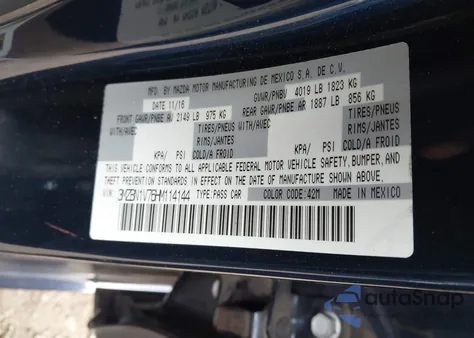 MFD. BY MAZDA MOTOR MANUFACTURING DE MEXICO S.A. DE C.V.
DATE 11/16 GVWR/PNBV 4019 LB 1823 KG
FRONT GAWR/PNBE AV 2149 LB 975 KG REAR GAWR/PNBE AR 1887 LB 856 KG
WITH/AVEC TIRES/PNEUS WITH/AVEC TIRES/PNEUS
RIMS/JANTES RIMS/JANTES
KPA/ PSI COLD/A FROID KPA/ PSI COLD/A FROID
THIS VEHICLE CONFORMS TO ALL APPLICABLE FEDERAL MOTOR VEHICLE SAFETY, BUMPER, AND
THEFT PREVENTION STANDARDS IN EFFECT ON THE DATE OF MANUFACTURE SHOWN ABOVE.
TYPE:PASS CAR COLOR CODE:42M MADE IN MEXICO
autoSnap